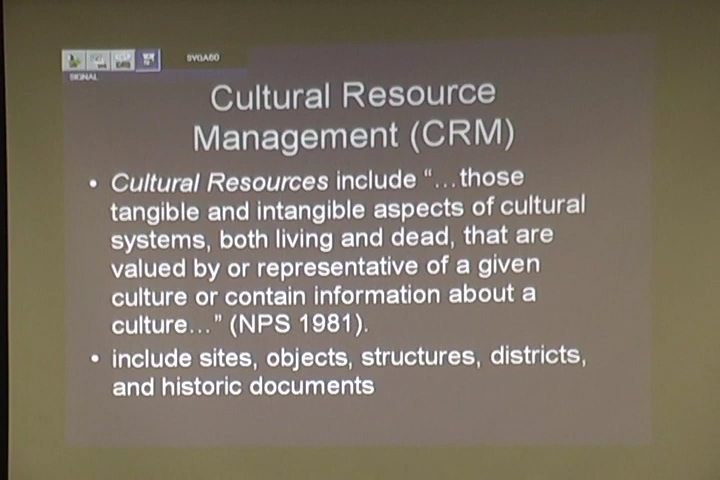 SVGA60
SIGNAL
Cultural Resource
Management (CRM)
• Cultural Resources include “…those
tangible and intangible aspects of cultural
systems, both living and dead, that are
valued by or representative of a given
culture or contain information about a
culture…” (NPS 1981).
• include sites, objects, structures, districts,
and historic documents